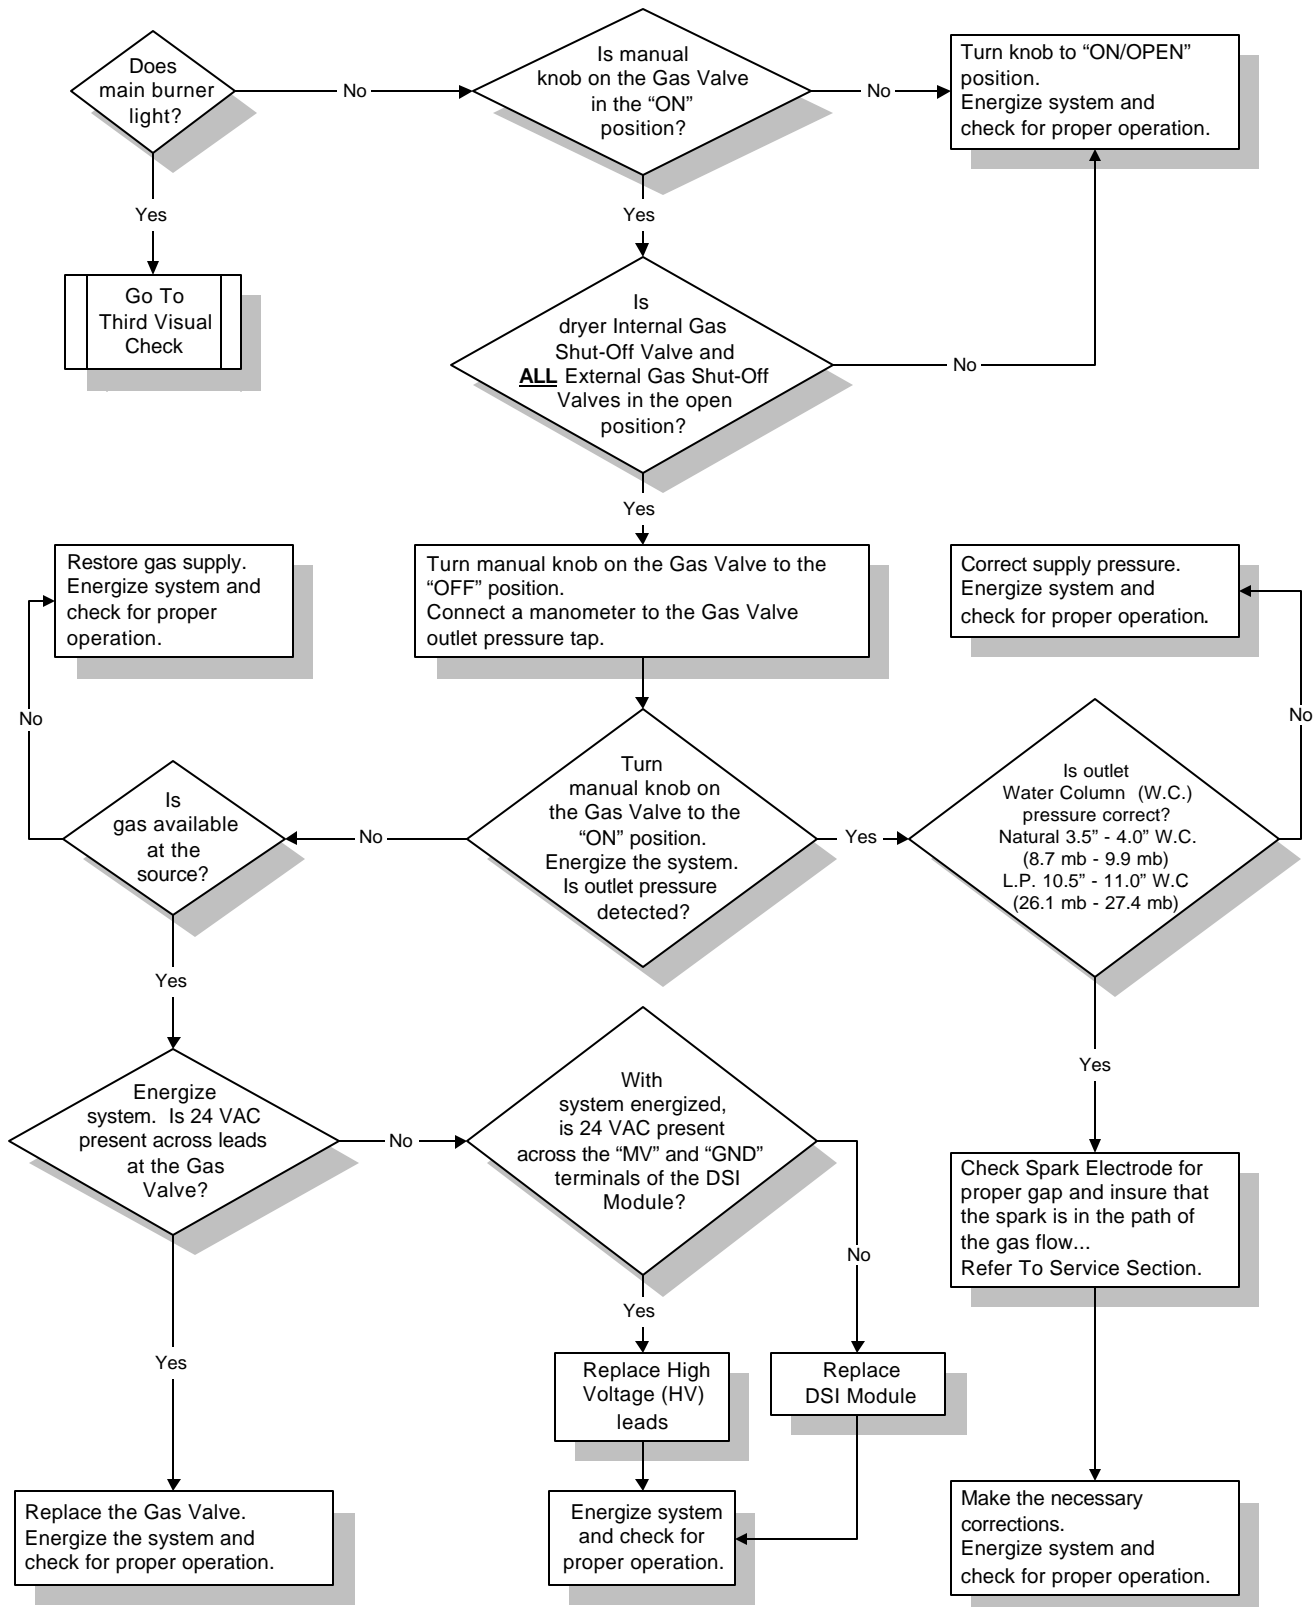 Does
main burner
light?
No
Is manual
knob on the Gas Valve
in the “ON”
position?
No
Turn knob to “ON/OPEN”
position.
Energize system and
check for proper operation.
Yes
Go To
Third Visual
Check
Yes
Is
dryer Internal Gas
Shut-Off Valve and
ALL External Gas Shut-Off
Valves in the open
position?
No
Yes
Restore gas supply.
Energize system and
check for proper
operation.
Turn manual knob on the Gas Valve to the
“OFF” position.
Connect a manometer to the Gas Valve
outlet pressure tap.
Correct supply pressure.
Energize system and
check for proper operation.
No
No
Is
gas available
at the
source?
No
Turn
manual knob on
the Gas Valve to the
“ON” position.
Energize the system.
Is outlet pressure
detected?
Yes
Is outlet
Water Column (W.C.)
pressure correct?
Natural 3.5” - 4.0” W.C.
(8.7 mb - 9.9 mb)
L.P. 10.5” - 11.0” W.C
(26.1 mb - 27.4 mb)
Yes
Yes
Energize
system. Is 24 VAC
present across leads
at the Gas
Valve?
No
With
system energized,
is 24 VAC present
across the “MV” and “GND”
terminals of the DSI
Module?
No
Yes
Yes
Check Spark Electrode for
proper gap and insure that
the spark is in the path of
the gas flow...
Refer To Service Section.
Replace High
Voltage (HV)
leads
Replace
DSI Module
Replace the Gas Valve.
Energize the system and
check for proper operation.
Energize system
and check for
proper operation.
Make the necessary
corrections.
Energize system and
check for proper operation.